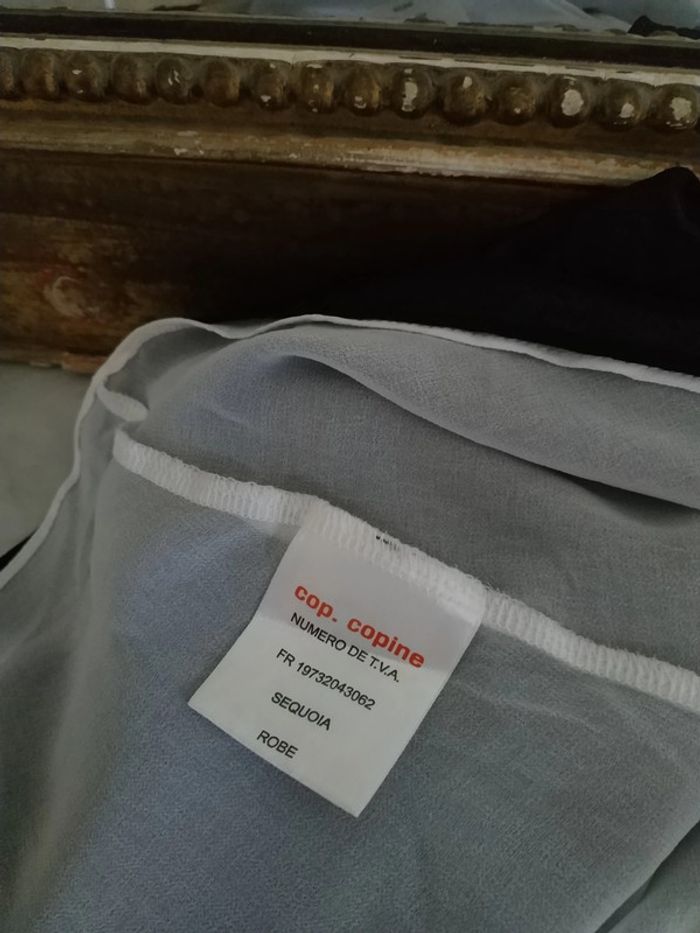 cop. copine
NUMERO DE T.V.A.
FR 19732043062
SEQUOIA
ROBE